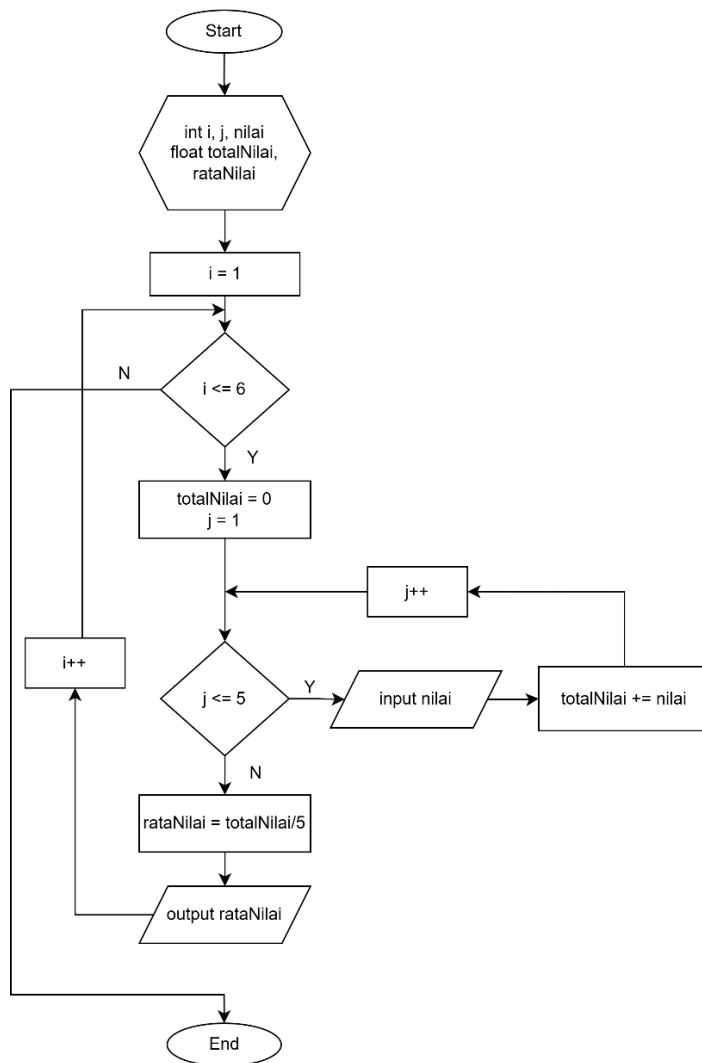 Start
int i, j, nilai
float totalNilai,
rataNilai
i = 1
N
i <= 6
Y
totalNilai = 0
j = 1
j++
i++
j <= 5
Y
input nilai
totalNilai += nilai
N
rataNilai = totalNilai/5
output rataNilai
End